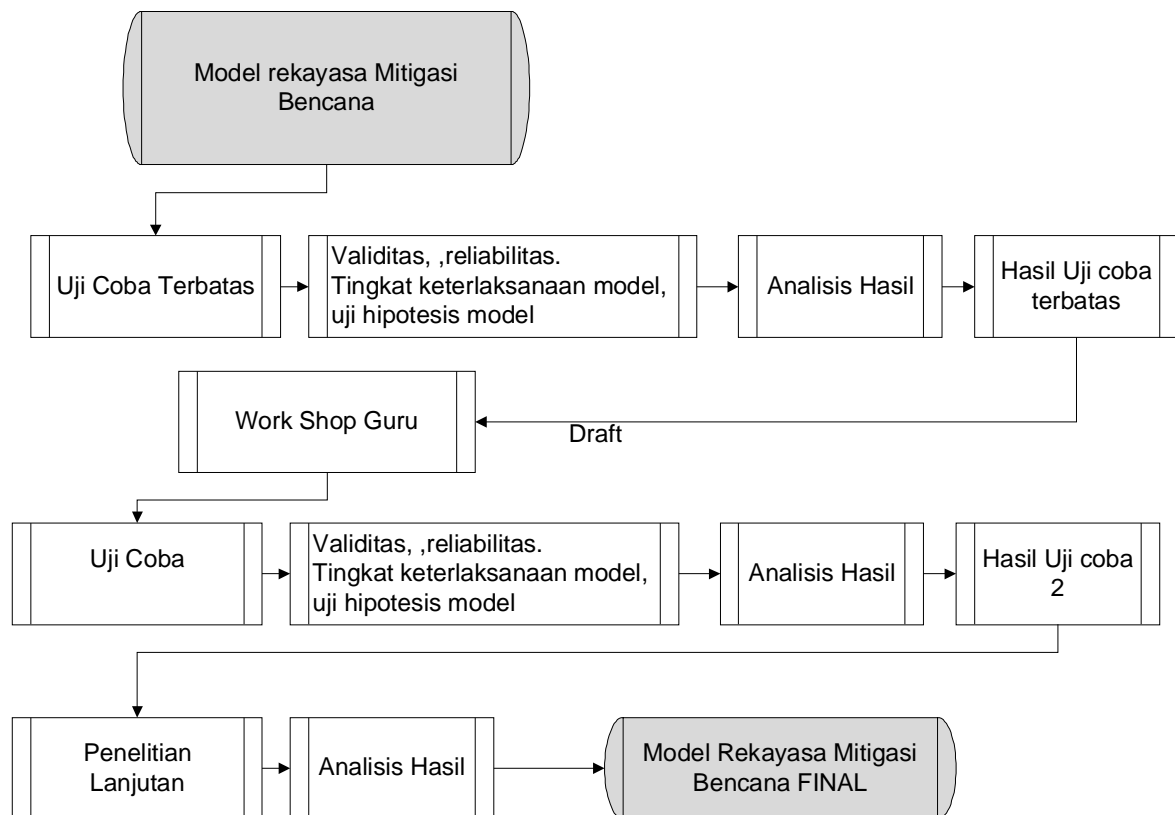 Model rekayasa Mitigasi
Bencana
Uji Coba Terbatas
Validitas, ,reliabilitas.
Tingkat keterlaksanaan model,
uji hipotesis model
Analisis Hasil
Hasil Uji coba
terbatas
Work Shop Guru
Draft
Uji Coba
Validitas, ,reliabilitas.
Tingkat keterlaksanaan model,
uji hipotesis model
Analisis Hasil
Hasil Uji coba
2
Penelitian
Lanjutan
Analisis Hasil
Model Rekayasa Mitigasi
Bencana FINAL